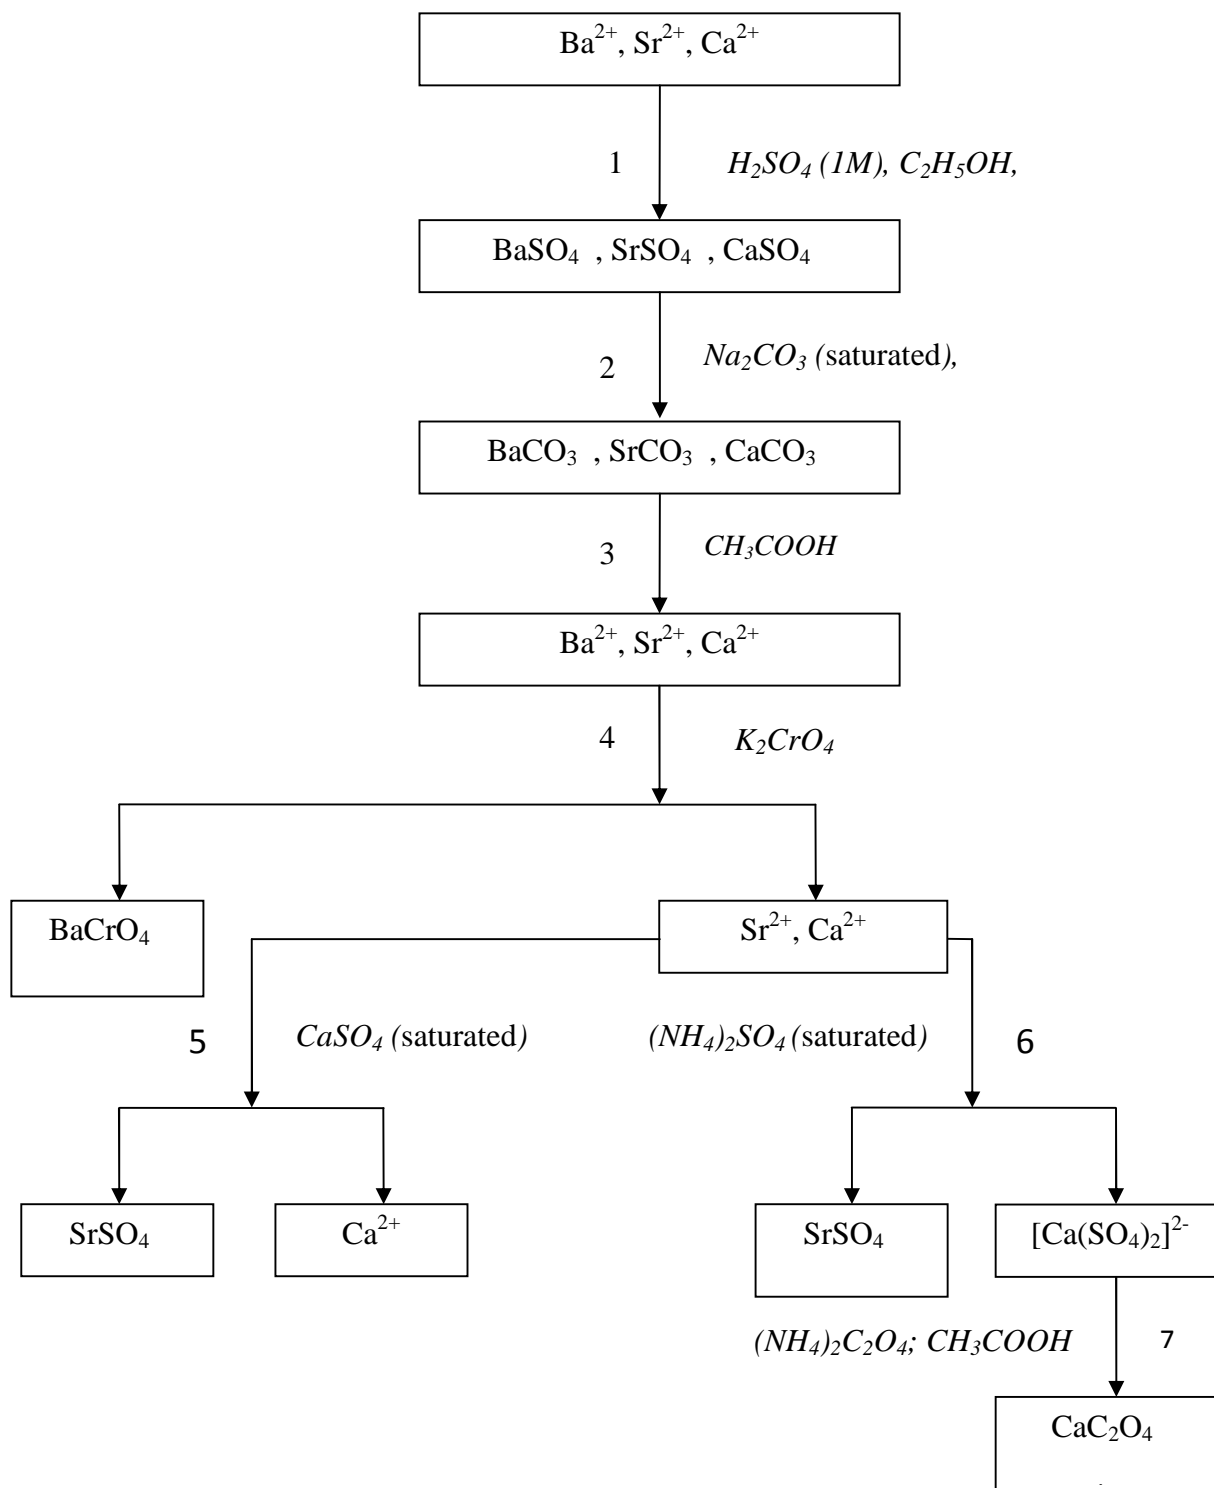 Ba²⁺, Sr²⁺, Ca²⁺
1 H₂SO₄ (1M), C₂H₅OH,
BaSO₄ , SrSO₄ , CaSO₄
2 Na₂CO₃ (saturated),
BaCO₃ , SrCO₃ , CaCO₃
3 CH₃COOH
Ba²⁺, Sr²⁺, Ca²⁺
4 K₂CrO₄
BaCrO₄
Sr²⁺, Ca²⁺
5 CaSO₄ (saturated)
(NH₄)₂SO₄ (saturated) 6
SrSO₄
Ca²⁺
SrSO₄
[Ca(SO₄)₂]²⁻
(NH₄)₂C₂O₄; CH₃COOH 7
CaC₂O₄